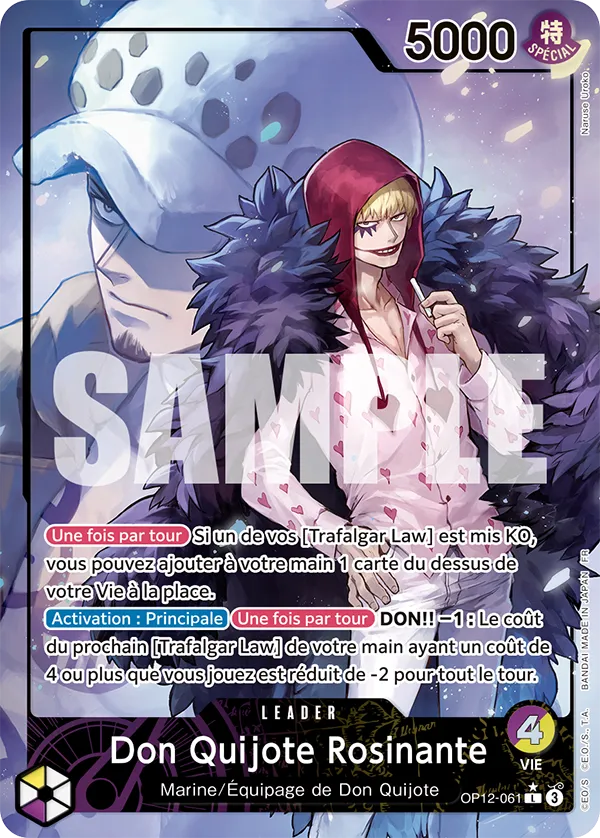 5000
特
SPÉCIAL
Naruse Uroko
SAMPLE
Une fois par tour Si un de vos [Trafalgar Law] est mis KO,
vous pouvez ajouter à votre main 1 carte du dessus de
votre Vie à la place.
Activation : Principale Une fois par tour DON!! −1 : Le coût
du prochain [Trafalgar Law] de votre main ayant un coût de
4 ou plus que vous jouez est réduit de -2 pour tout le tour.
©E.O/S ©E.O./S., T.A. BANDAI MADE IN JAPAN FR
LEADER
Don Quijote Rosinante
4
VIE
Marine/Équipage de Don Quijote
OP12-061 L 3